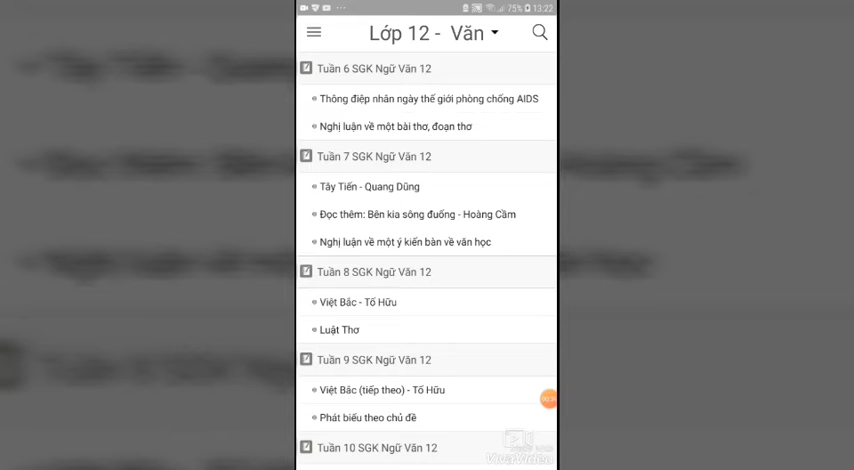 75% 13:22
Lớp 12 - Văn
Tuần 6 SGK Ngữ Văn 12
Thông điệp nhân ngày thế giới phòng chống AIDS
Nghị luận về một bài thơ, đoạn thơ
Tuần 7 SGK Ngữ Văn 12
Tây Tiến - Quang Dũng
Đọc thêm: Bên kia sông đuống - Hoàng Cầm
Nghị luận về một ý kiến bàn về văn học
Tuần 8 SGK Ngữ Văn 12
Việt Bắc - Tố Hữu
Luật Thơ
Tuần 9 SGK Ngữ Văn 12
Việt Bắc (tiếp theo) - Tố Hữu
Phát biểu theo chủ đề
Tuần 10 SGK Ngữ Văn 12
VivaVideo